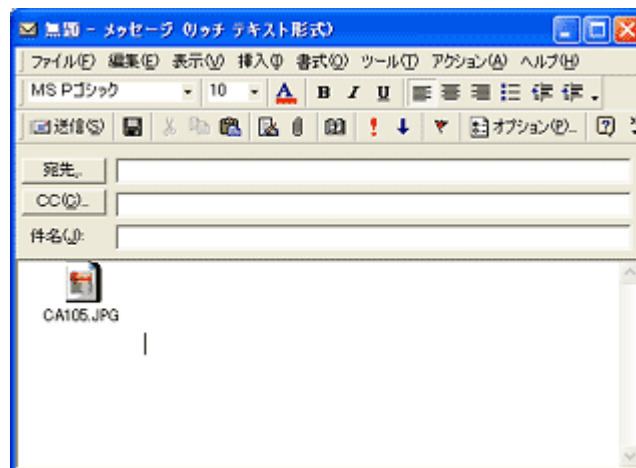 無題 - メッセージ (リッチ テキスト形式)
ファイル(F) 編集(E) 表示(V) 挿入(I) 書式(O) ツール(T) アクション(A) ヘルプ(H)
MS Pゴシック 10 A B I U
送信(S) オプション(P)...
宛先...
CC(C)...
件名(J):
CA105.JPG